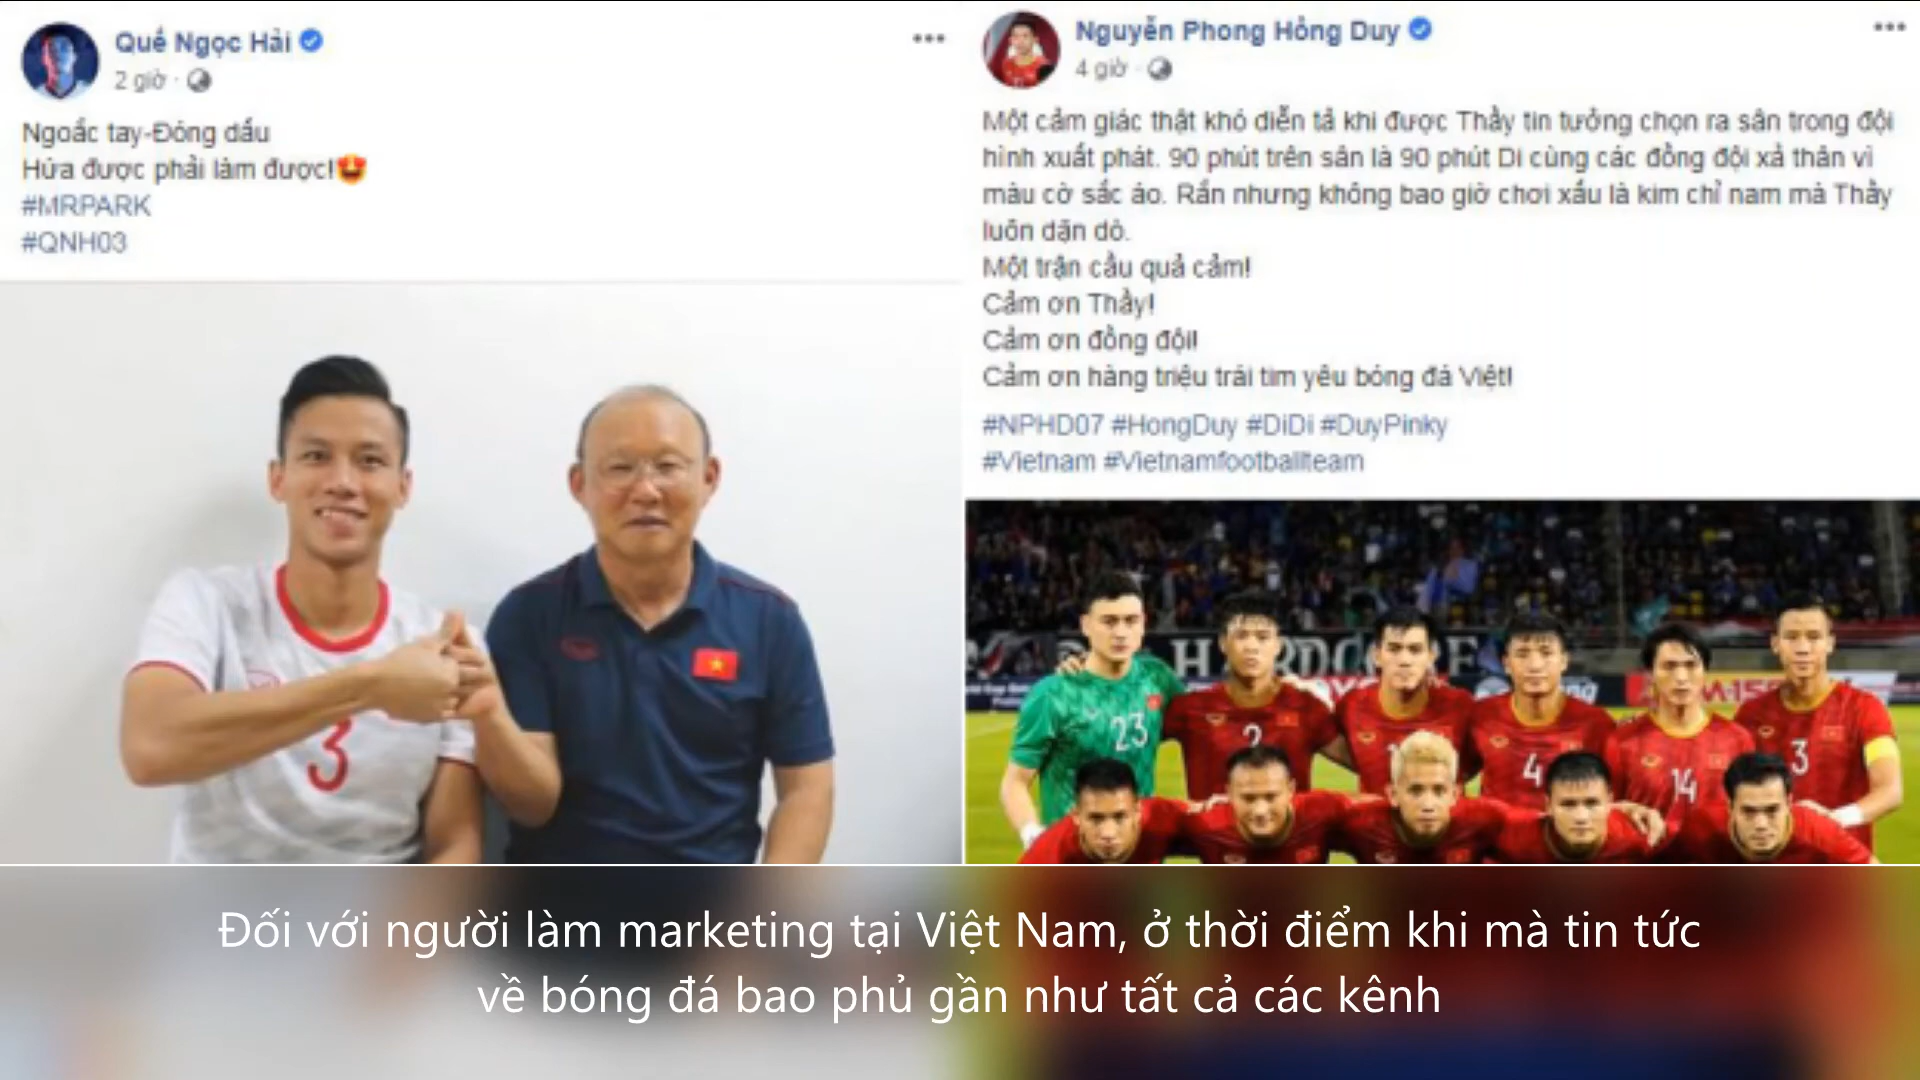 Quế Ngọc Hải
2 giờ ·
Ngoắc tay-Đóng dấu
Hứa được phải làm được!🤩
#MRPARK
#QNH03
3
Nguyễn Phong Hồng Duy
4 giờ ·
Một cảm giác thật khó diễn tả khi được Thầy tin tưởng chọn ra sân trong đội
hình xuất phát. 90 phút trên sân là 90 phút Di cùng các đồng đội xả thân vì
màu cờ sắc áo. Rắn nhưng không bao giờ chơi xấu là kim chỉ nam mà Thầy
luôn dặn dò.
Một trận cầu quả cảm!
Cảm ơn Thầy!
Cảm ơn đồng đội!
Cảm ơn hàng triệu trái tim yêu bóng đá Việt!
#NPHD07 #HongDuy #DiDi #DuyPinky
#Vietnam #Vietnamfootballteam
23
2
4
14
3
Đối với người làm marketing tại Việt Nam, ở thời điểm khi mà tin tức
về bóng đá bao phủ gần như tất cả các kênh